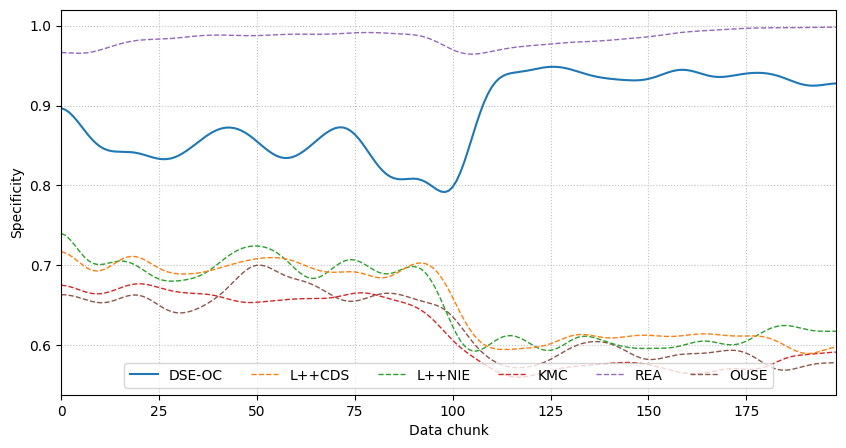 1.0
0.9
0.8
0.7
0.6
Specificity
DSE-OC L++CDS L++NIE KMC REA OUSE
0 25 50 75 100 125 150 175
Data chunk